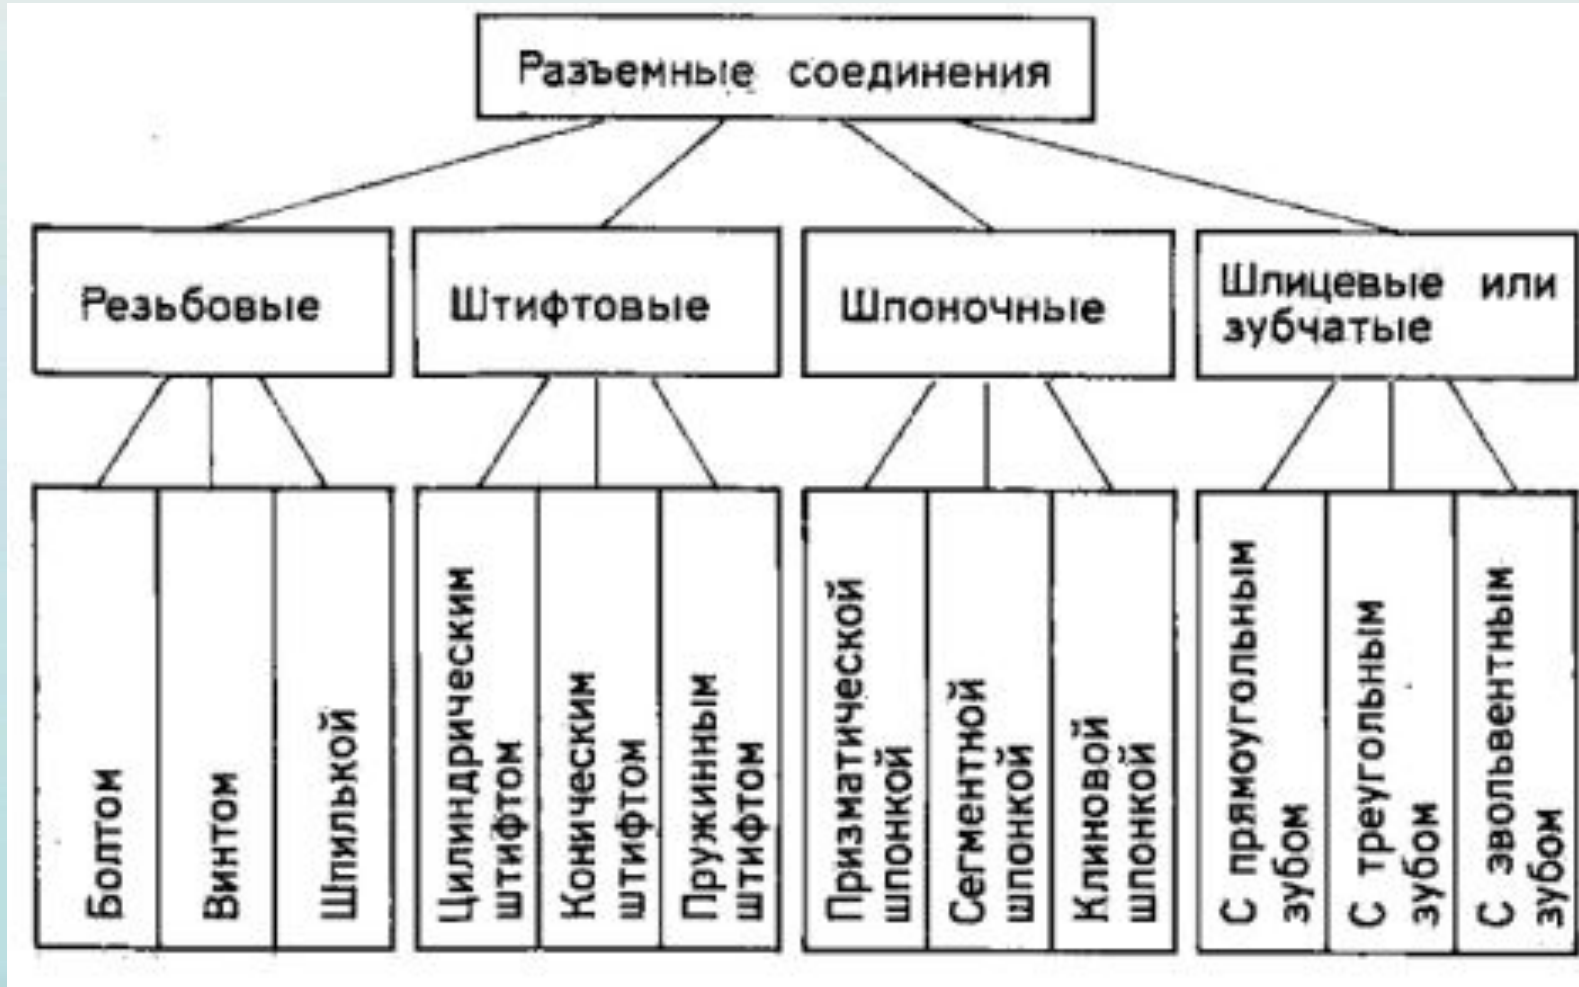 Разъемные соединения
Резьбовые
Штифтовые
Шпоночные
Шлицевые или
зубчатые
Болтом
Винтом
Шпилькой
Цилиндрическим
штифтом
Коническим
штифтом
Пружинным
штифтом
Призматической
шпонкой
Сегментной
шпонкой
Клиновой
шпонкой
С прямоугольным
зубом
С треугольным
зубом
С эвольвентным
зубом